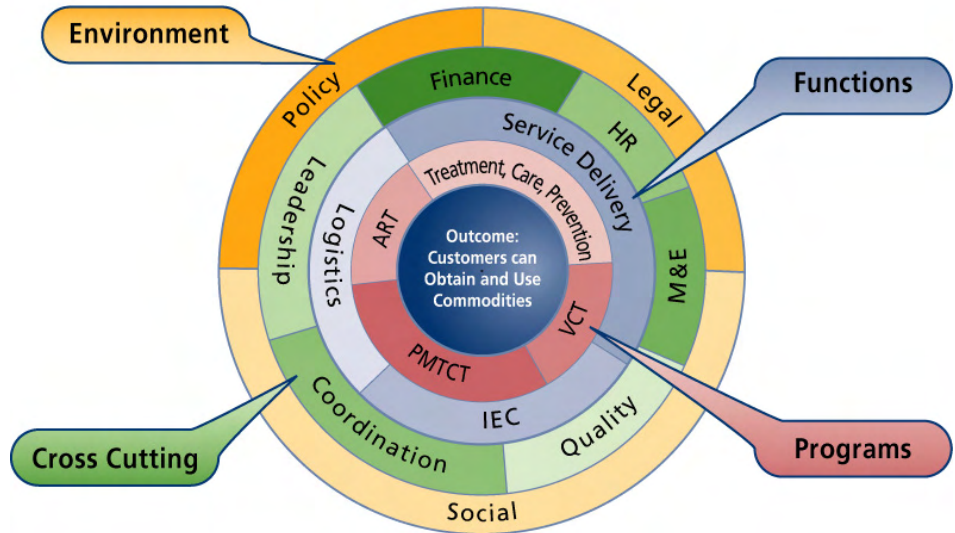 Environment
Functions
Policy
Legal
Finance
HR
Leadership
Service Delivery
M&E
Logistics
Treatment, Care, Prevention
ART
Outcome:
Customers can
Obtain and Use
Commodities
VCT
PMTCT
IEC
Coordination
Quality
Social
Cross Cutting
Programs